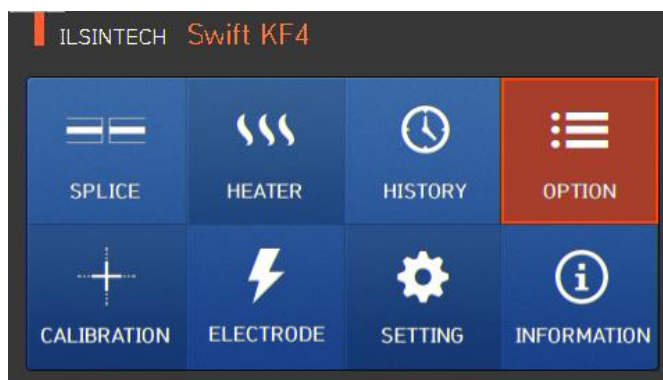 ILSINTECH Swift KF4
SPLICE HEATER HISTORY OPTION
CALIBRATION ELECTRODE SETTING INFORMATION